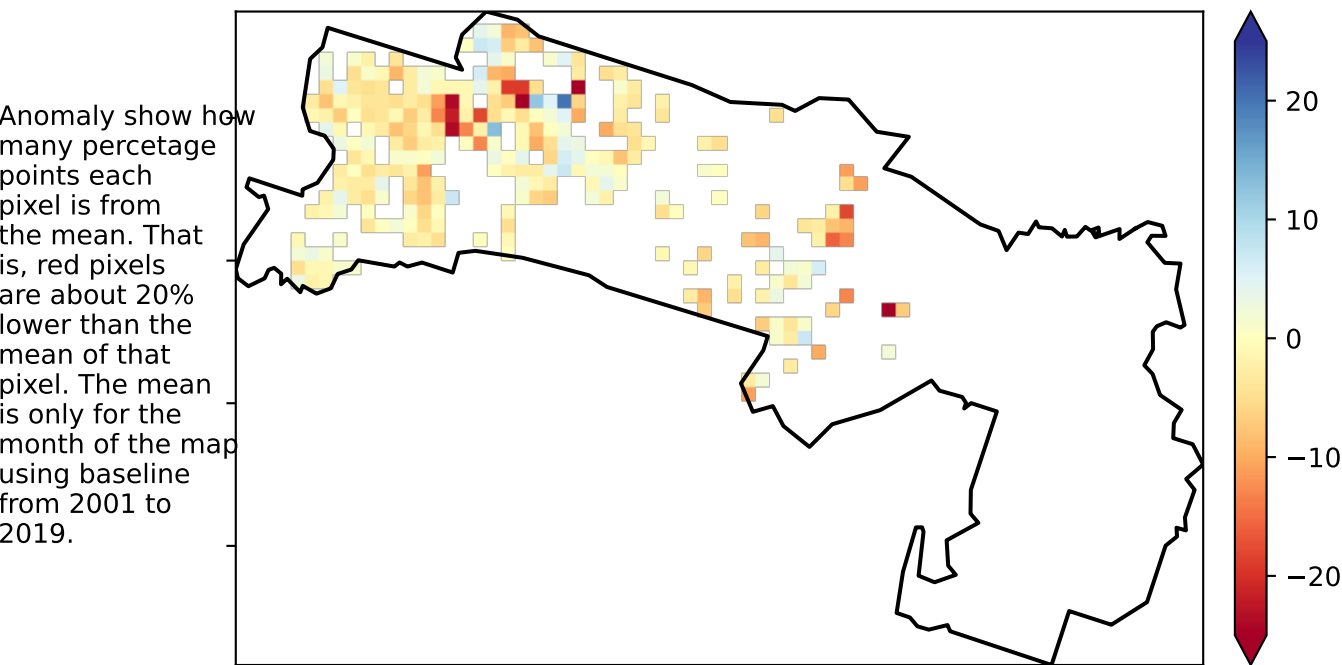 Anomaly show how
many percetage
points each
pixel is from
the mean. That
is, red pixels
are about 20%
lower than the
mean of that
pixel. The mean
is only for the
month of the map
using baseline
from 2001 to
2019.
20
10
0
−10
−20